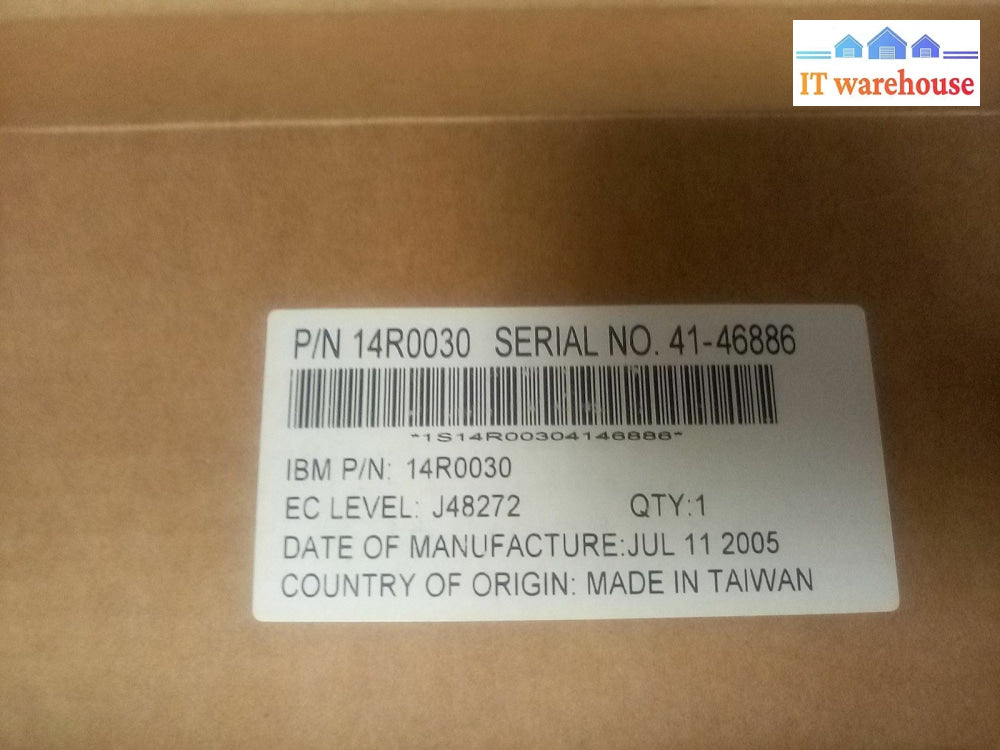 IT warehouse
P/N 14R0030 SERIAL NO. 41-46886
*1S14R00304146886*
IBM P/N: 14R0030
EC LEVEL: J48272 QTY:1
DATE OF MANUFACTURE:JUL 11 2005
COUNTRY OF ORIGIN: MADE IN TAIWAN